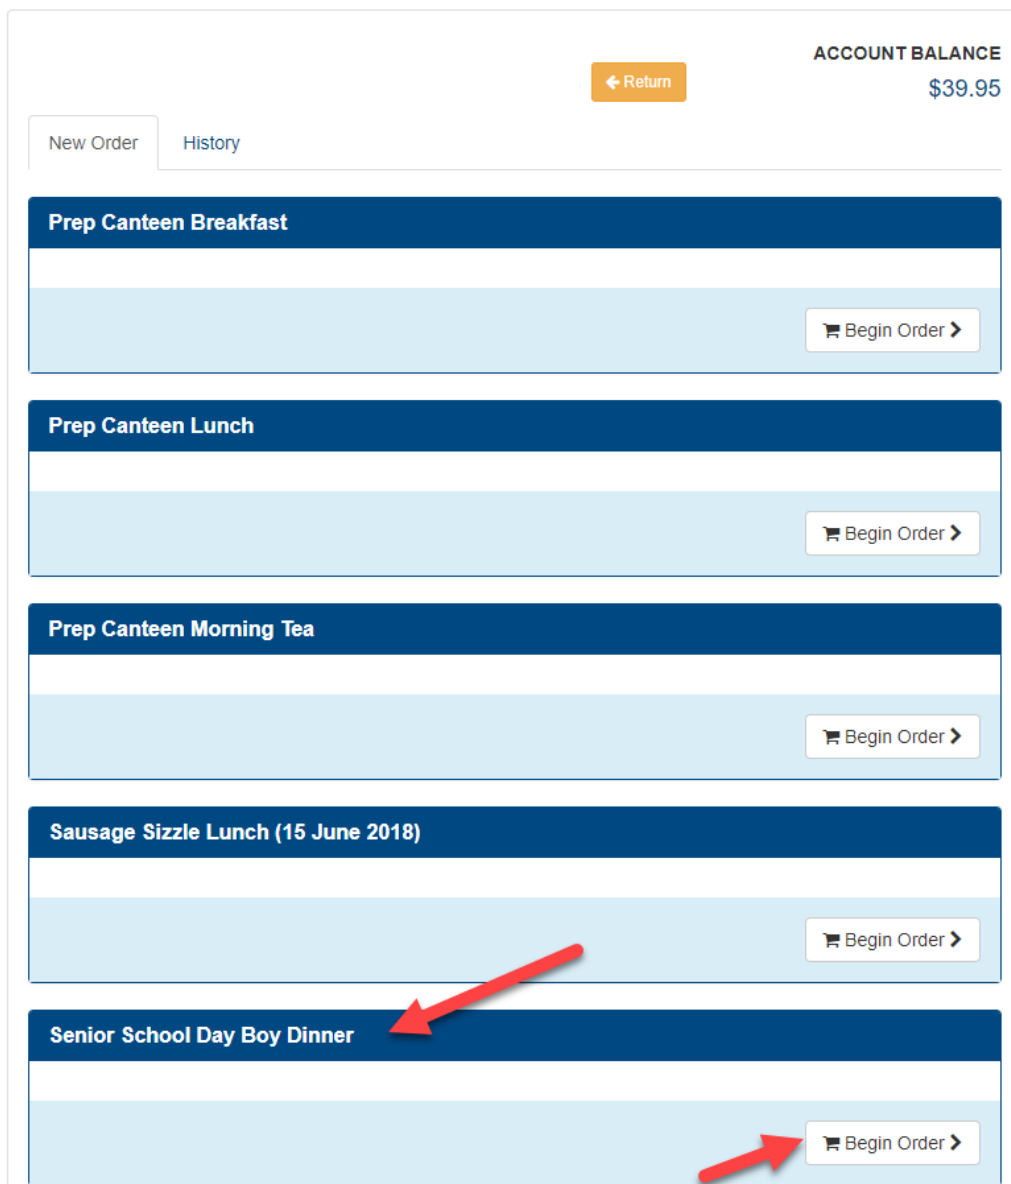 ACCOUNT BALANCE
Return
$39.95
New Order
History
Prep Canteen Breakfast
Begin Order
Prep Canteen Lunch
Begin Order
Prep Canteen Morning Tea
Begin Order
Sausage Sizzle Lunch (15 June 2018)
Begin Order
Senior School Day Boy Dinner
Begin Order